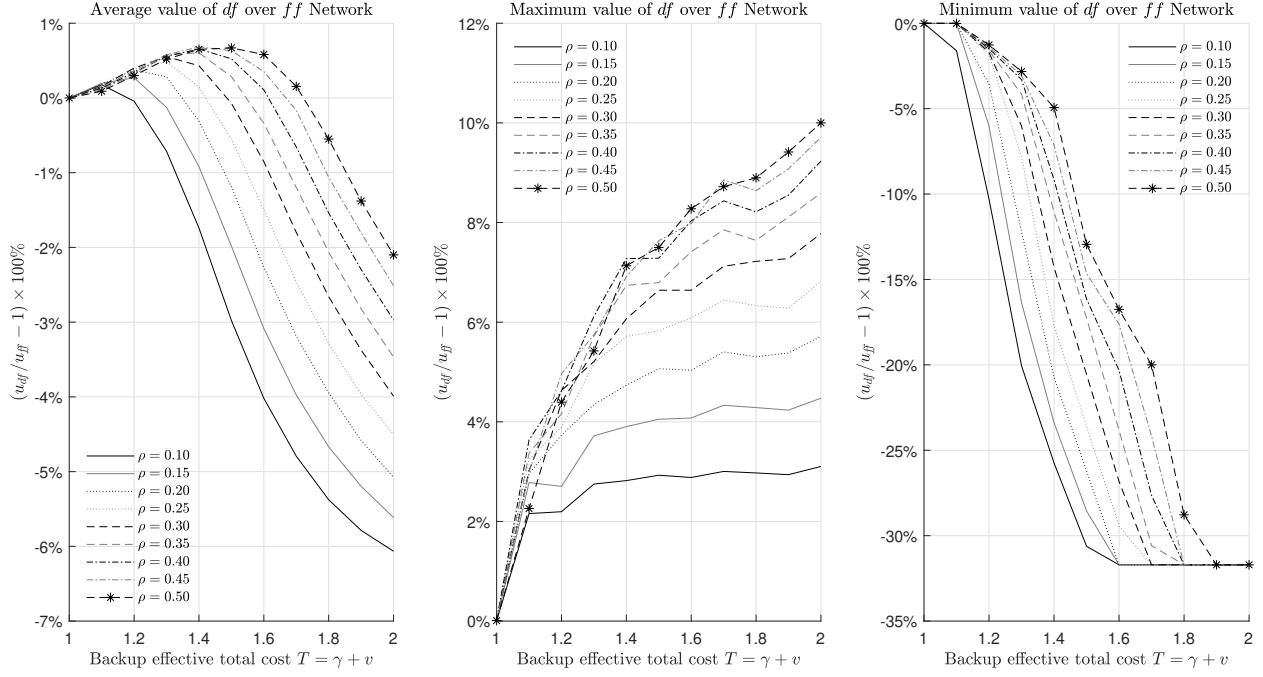 Average value of df over ff Network
1%
0%
-1%
-2%
-3%
-4%
-5%
-6%
-7%
(u_df/u_ff − 1) × 100%
ρ = 0.10
ρ = 0.15
ρ = 0.20
ρ = 0.25
ρ = 0.30
ρ = 0.35
ρ = 0.40
ρ = 0.45
ρ = 0.50
1 1.2 1.4 1.6 1.8 2
Backup effective total cost T = γ + v
Maximum value of df over ff Network
12%
10%
8%
6%
4%
2%
0%
(u_df/u_ff − 1) × 100%
ρ = 0.10
ρ = 0.15
ρ = 0.20
ρ = 0.25
ρ = 0.30
ρ = 0.35
ρ = 0.40
ρ = 0.45
ρ = 0.50
1 1.2 1.4 1.6 1.8 2
Backup effective total cost T = γ + v
Minimum value of df over ff Network
0%
-5%
-10%
-15%
-20%
-25%
-30%
-35%
(u_df/u_ff − 1) × 100%
ρ = 0.10
ρ = 0.15
ρ = 0.20
ρ = 0.25
ρ = 0.30
ρ = 0.35
ρ = 0.40
ρ = 0.45
ρ = 0.50
1 1.2 1.4 1.6 1.8 2
Backup effective total cost T = γ + v